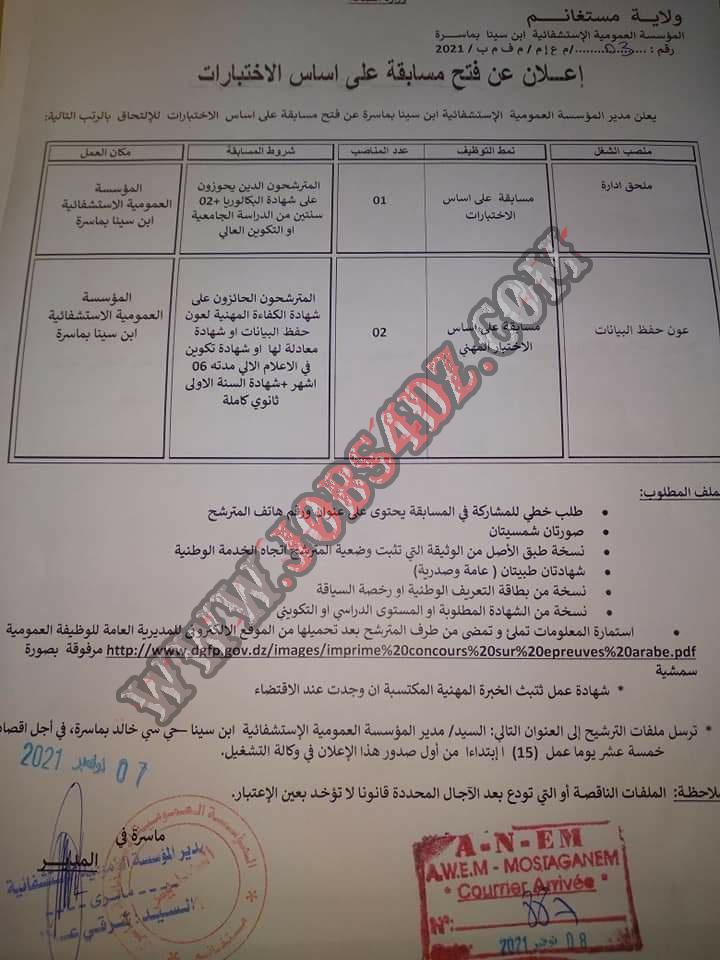 ولاية مستغانم
المؤسسة العمومية الإستشفائية ابن سينا بماسرة
رقم : ...03.../م ع إ م / م ف م ب / 2021
إعلان عن فتح مسابقة على اساس الاختبارات
يعلن مدير المؤسسة العمومية الإستشفائية ابن سينا بماسرة عن فتح مسابقة على اساس الاختبارات للإلتحاق بالرتب التالية:
منصب الشغل
نمط التوظيف
عدد المناصب
شروط المسابقة
مكان العمل
ملحق ادارة
مسابقة على اساس
الاختبارات
01
المترشحون الدين يحوزون
على شهادة البكالوريا +02
سنتين من الدراسة الجامعية
او التكوين العالي
المؤسسة
العمومية الاستشفائية
ابن سينا بماسرة
عون حفظ البيانات
مسابقة على اساس
الاختبار المهني
02
المترشحون الحائزون على
شهادة الكفاءة المهنية لعون
حفظ البيانات او شهادة
معادلة لها او شهادة تكوين
في الاعلام الالي مدته 06
اشهر +شهادة السنة الاولى
ثانوي كاملة
المؤسسة
العمومية الاستشفائية
ابن سينا بماسرة
لملف المطلوب:
• طلب خطي للمشاركة في المسابقة يحتوى على عنوان ورقم هاتف المترشح
• صورتان شمسيتان
• نسخة طبق الأصل من الوثيقة التي تثبت وضعية المترشح اتجاه الخدمة الوطنية
• شهادتان طبيتان ( عامة وصدرية)
• نسخة من بطاقة التعريف الوطنية او رخصة السياقة
• نسخة من الشهادة المطلوبة او المستوى الدراسي او التكويني
• استمارة المعلومات تملئ و تمضى من طرف المترشح بعد تحميلها من الموقع الإلكتروني للمديرية العامة للوظيفة العمومية
http://www.dgfp.gov.dz/images/imprime%20concours%20sur%20epreuves%20arabe.pdf مرفوقة بصورة
سمشية
* شهادة عمل ثتبث الخبرة المهنية المكتسبة ان وجدت عند الاقتضاء
* ترسل ملفات الترشيح إلى العنوان التالي: السيد/ مدير المؤسسة العمومية الإستشفائية ابن سينا –حي سي خالد بماسرة، في أجل اقصاه
خمسة عشر يوما عمل (15) ا إبتداءا من أول صدور هذا الإعلان في وكالة التشغيل.
07 نوفمبر 2021
ملاحظة: الملفات الناقصة أو التي تودع بعد الآجال المحددة قانونا لا تؤخد بعين الإعتبار.
ماسرة في
المدير
A-N-EM
A.W.E.M - MOSTAGANEM
* Courrier Arrivée *
N°:
Date:
08 نوفمبر 2021
WWW.JOBS4DZ.COM